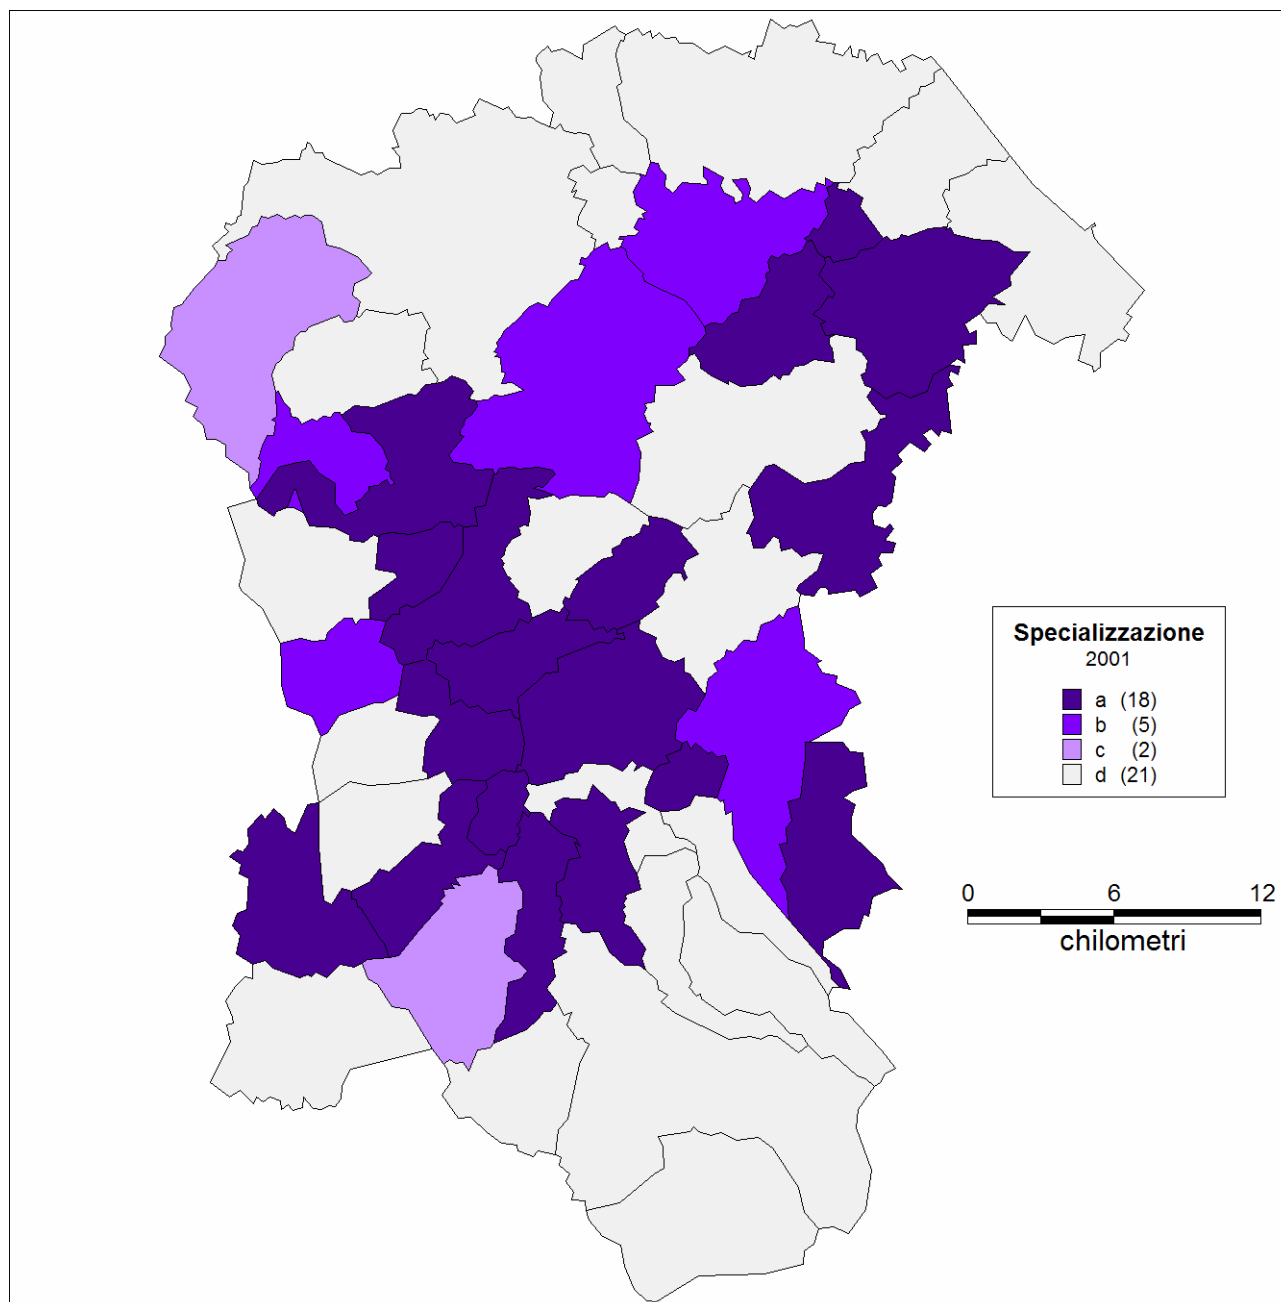 Specializzazione
2001
a (18)
b (5)
c (2)
d (21)
0 6 12
chilometri